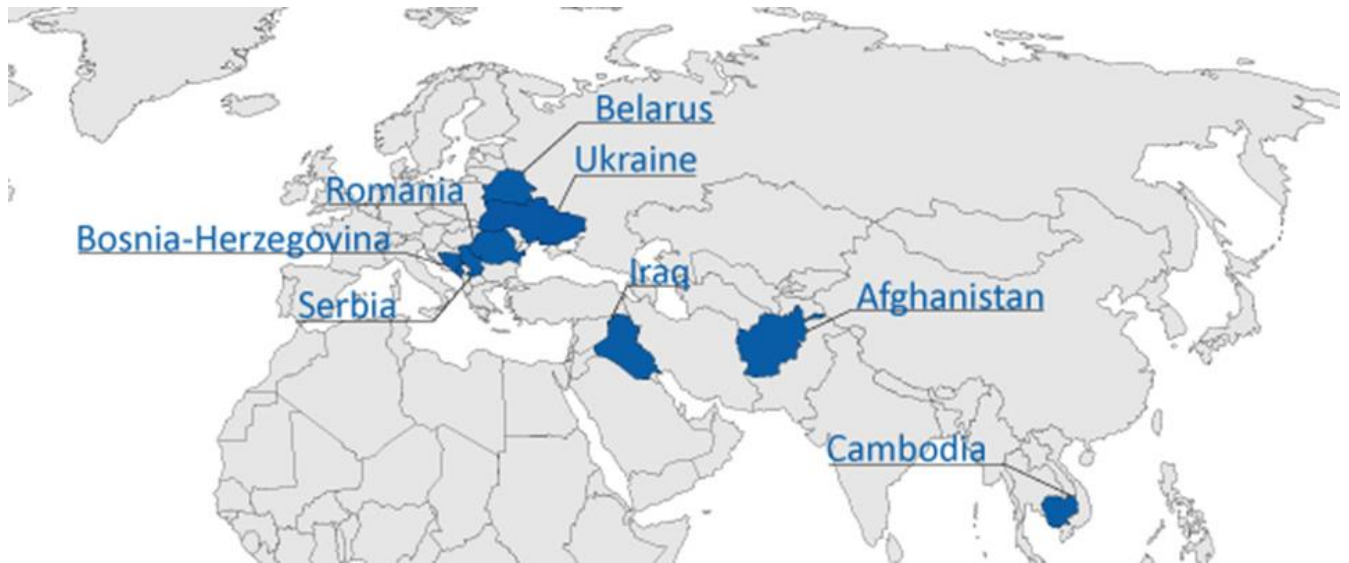 Belarus
Ukraine
Romania
Bosnia-Herzegovina
Iraq
Serbia
Afghanistan
Cambodia